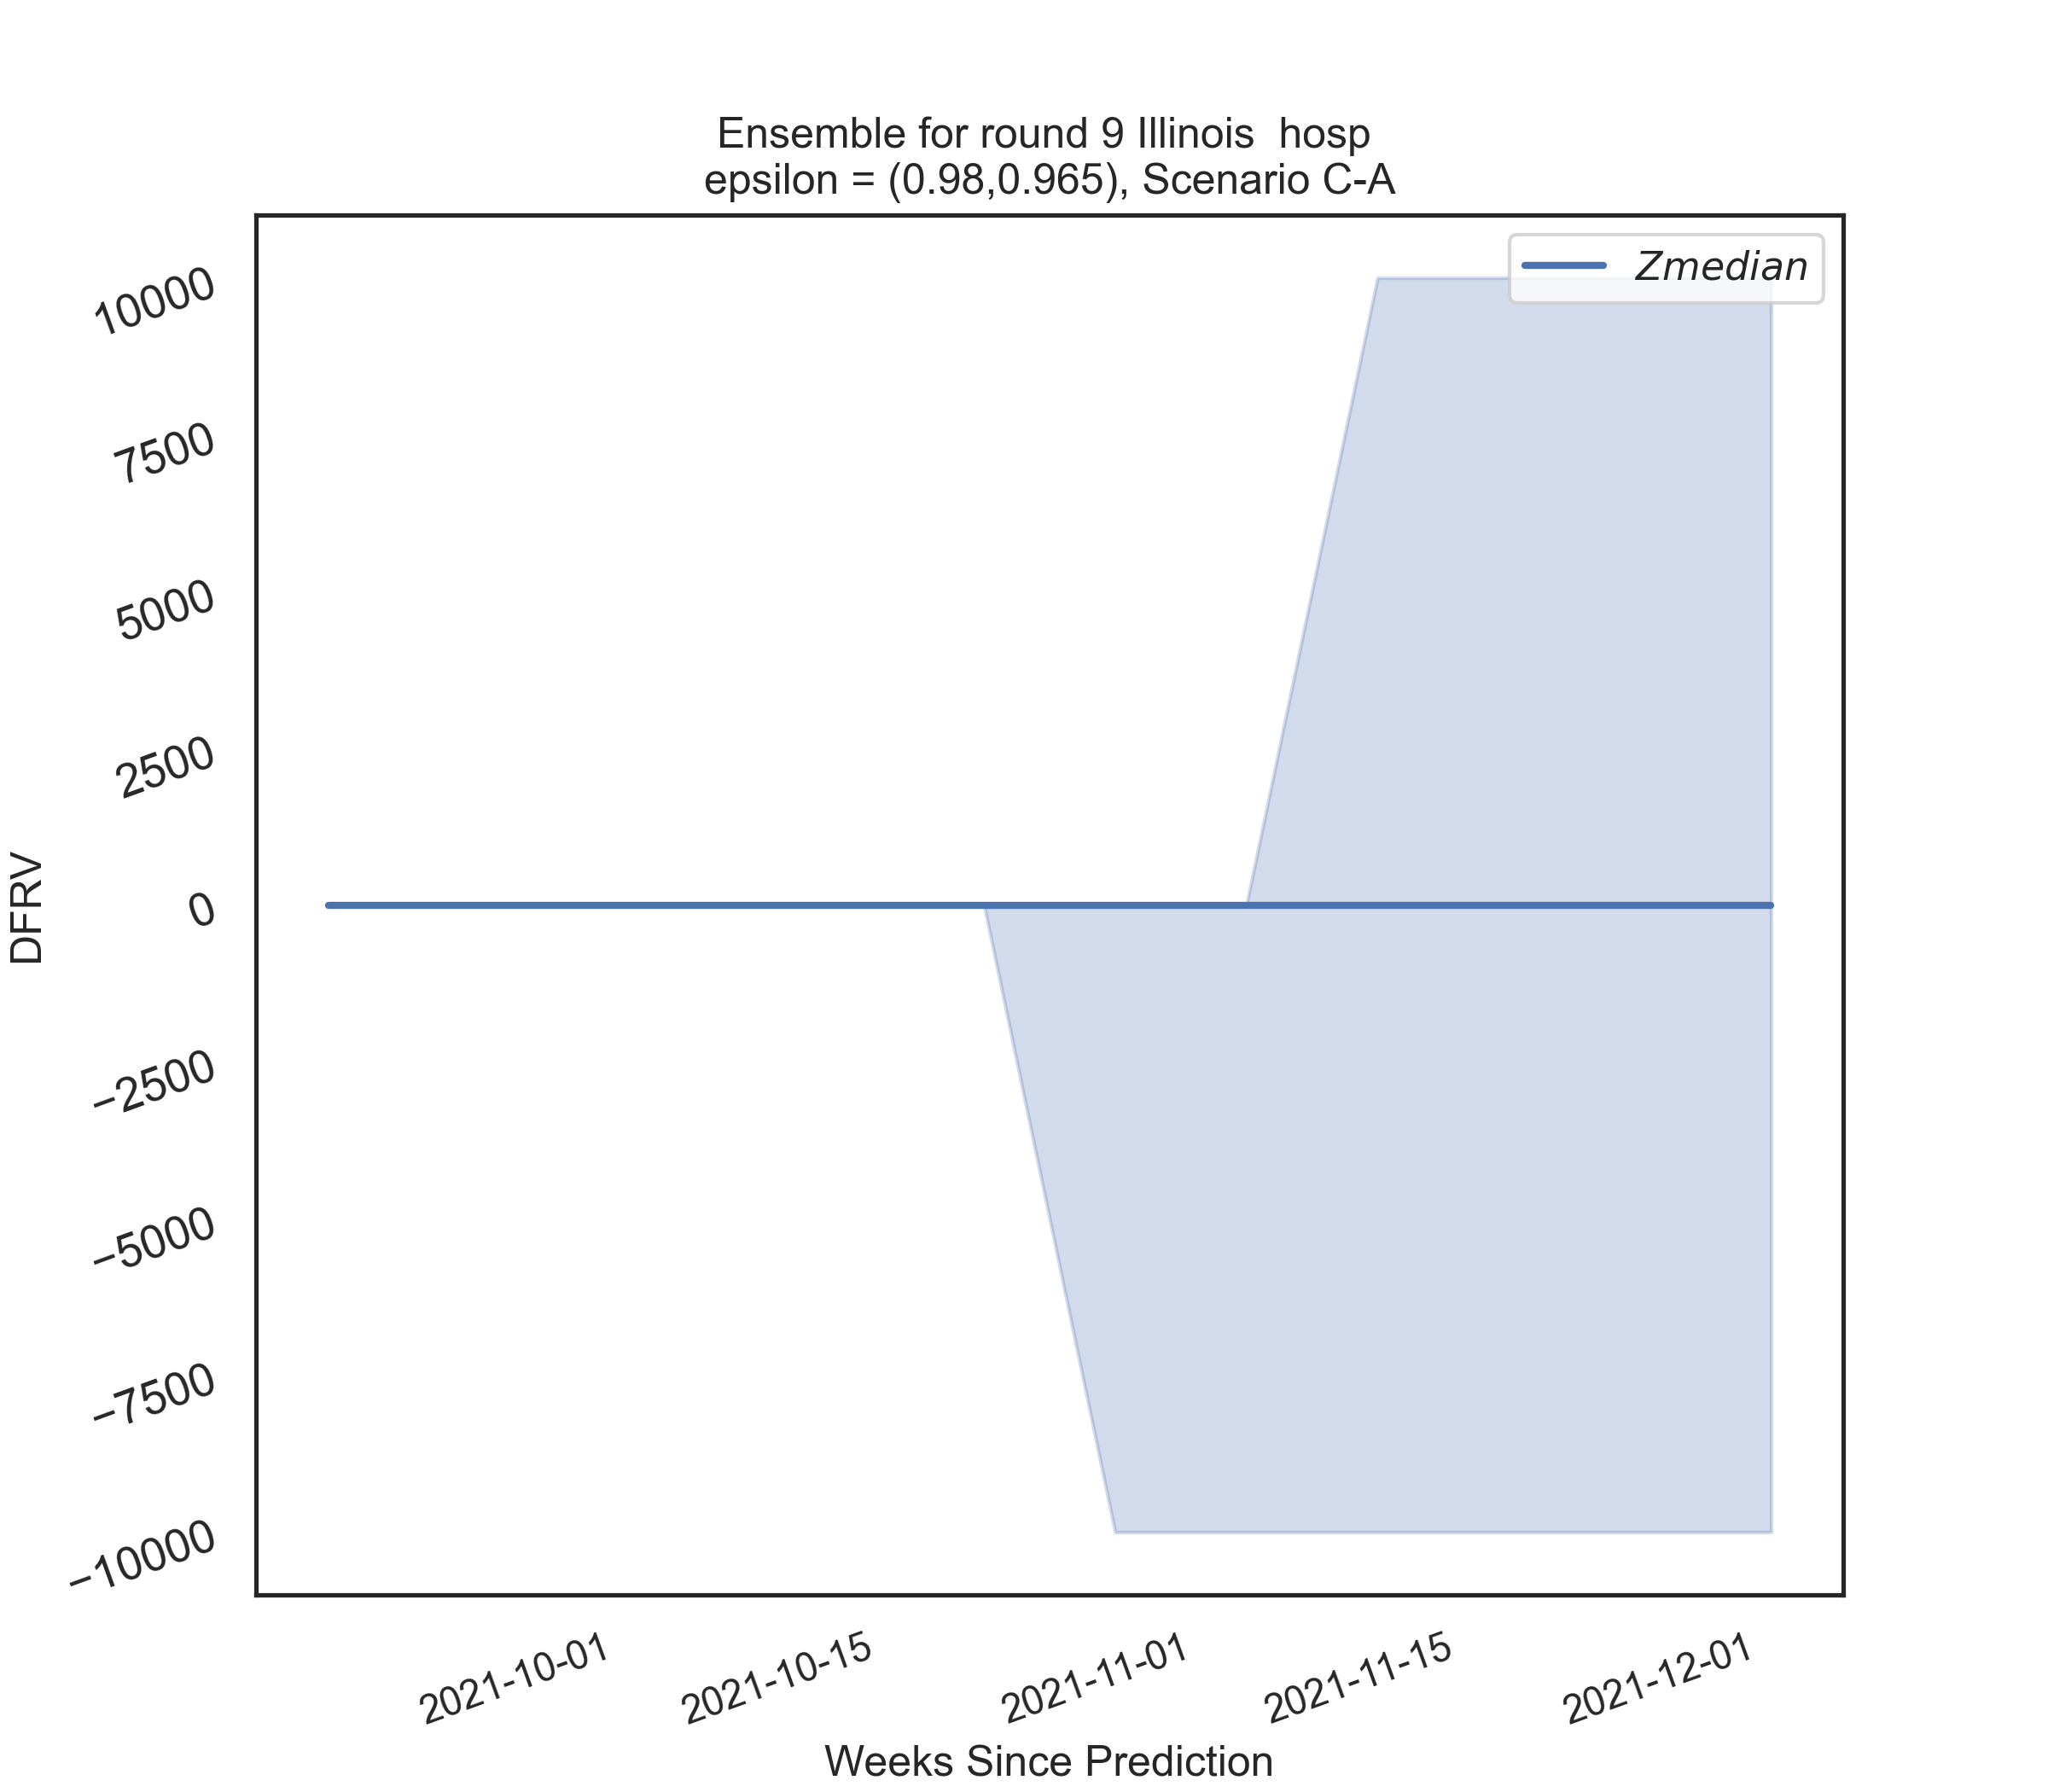 Ensemble for round 9 Illinois  hosp
epsilon = (0.98,0.965), Scenario C-A
Zmedian
10000
7500
5000
2500
0
−2500
−5000
−7500
−10000
DFRV
2021-10-01
2021-10-15
2021-11-01
2021-11-15
2021-12-01
Weeks Since Prediction